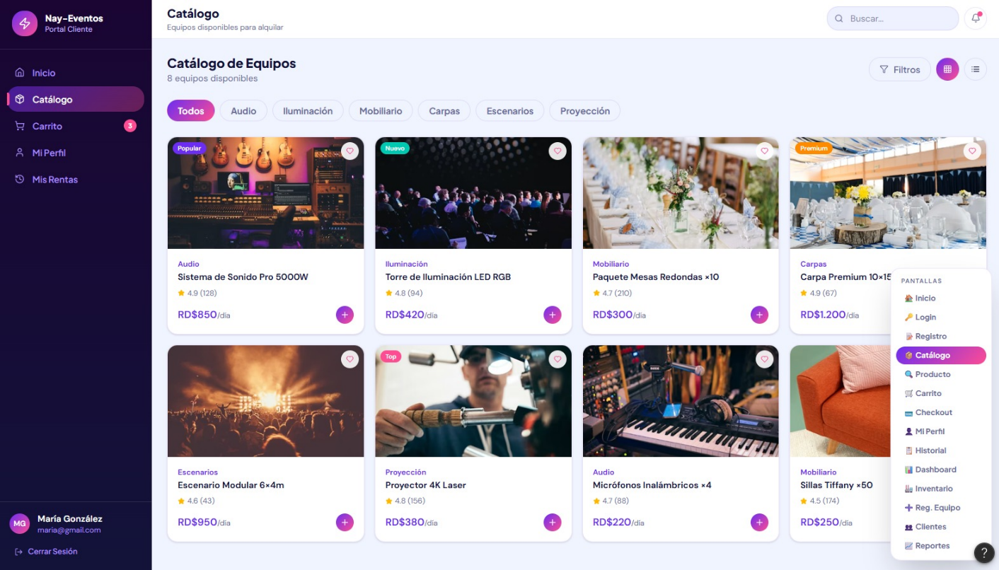 Nay-Eventos
Portal Cliente
Inicio
Catálogo
Carrito
3
Mi Perfil
Mis Rentas
MG
María González
maria@gmail.com
Cerrar Sesión
Catálogo
Equipos disponibles para alquilar
Buscar...
Catálogo de Equipos
8 equipos disponibles
Filtros
Todos
Audio
Iluminación
Mobiliario
Carpas
Escenarios
Proyección
Popular
Audio
Sistema de Sonido Pro 5000W
4.9 (128)
RD$850/día
+
Nuevo
Iluminación
Torre de Iluminación LED RGB
4.8 (94)
RD$420/día
+
Mobiliario
Paquete Mesas Redondas ×10
4.7 (210)
RD$300/día
+
Premium
Carpas
Carpa Premium 10×15
4.9 (67)
RD$1.200/día
Escenarios
Escenario Modular 6×4m
4.6 (43)
RD$950/día
+
Top
Proyección
Proyector 4K Laser
4.8 (156)
RD$380/día
+
Audio
Micrófonos Inalámbricos ×4
4.7 (88)
RD$220/día
+
Mobiliario
Sillas Tiffany ×50
4.5 (174)
RD$250/día
PANTALLAS
Inicio
Login
Registro
Catálogo
Producto
Carrito
Checkout
Mi Perfil
Historial
Dashboard
Inventario
Reg. Equipo
Clientes
Reportes
?